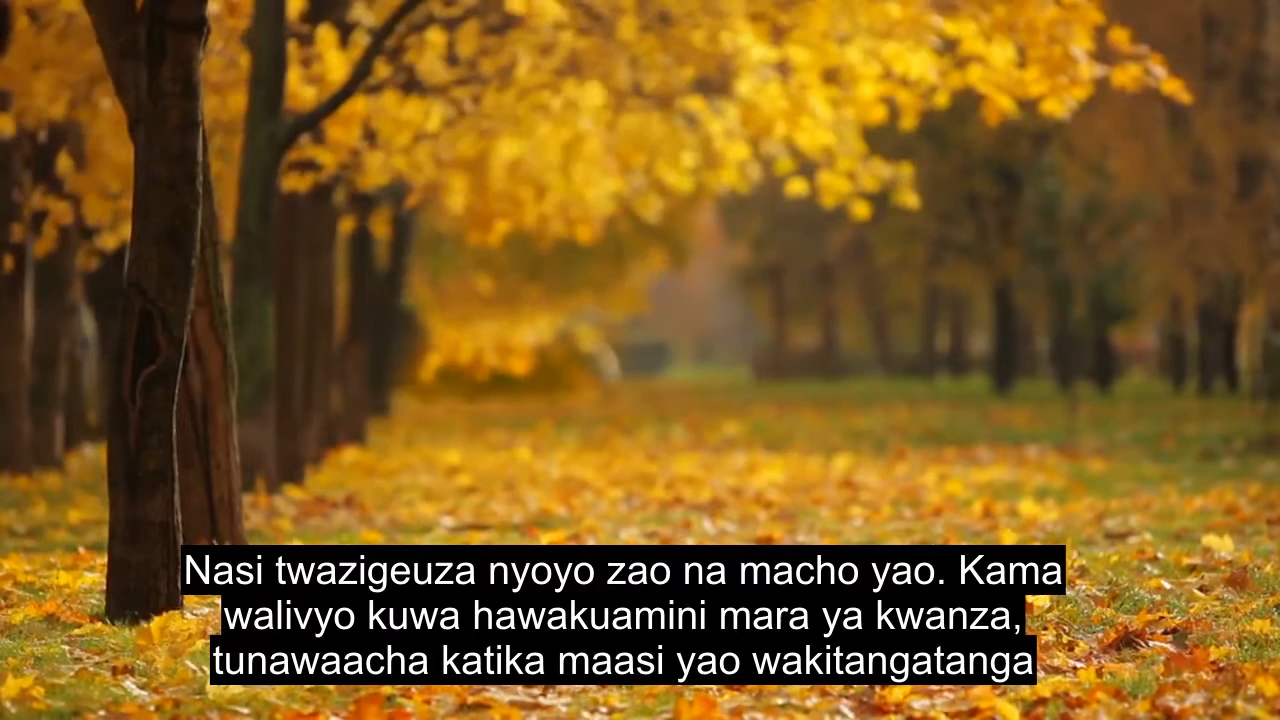 Nasi twazigeuza nyoyo zao na macho yao. Kama
walivyo kuwa hawakuamini mara ya kwanza,
tunawaacha katika maasi yao wakitangatanga